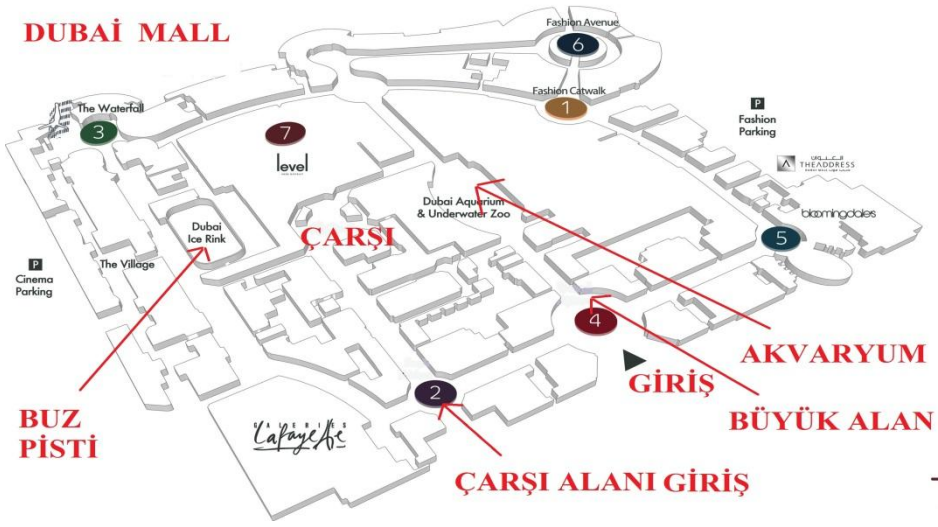 DUBAİ MALL
Fashion Avenue
6
Fashion Catwalk
1
The Waterfall
3
7
level
P
Fashion
Parking
THE ADDRESS
bloomingdales
Dubai Aquarium
& Underwater Zoo
Dubai
Ice Rink
ÇARŞI
5
P
Cinema
Parking
The Village
4
AKVARYUM
GİRİŞ
2
BÜYÜK ALAN
BUZ
PİSTİ
GALERIES
Lafayette
ÇARŞI ALANI GİRİŞ